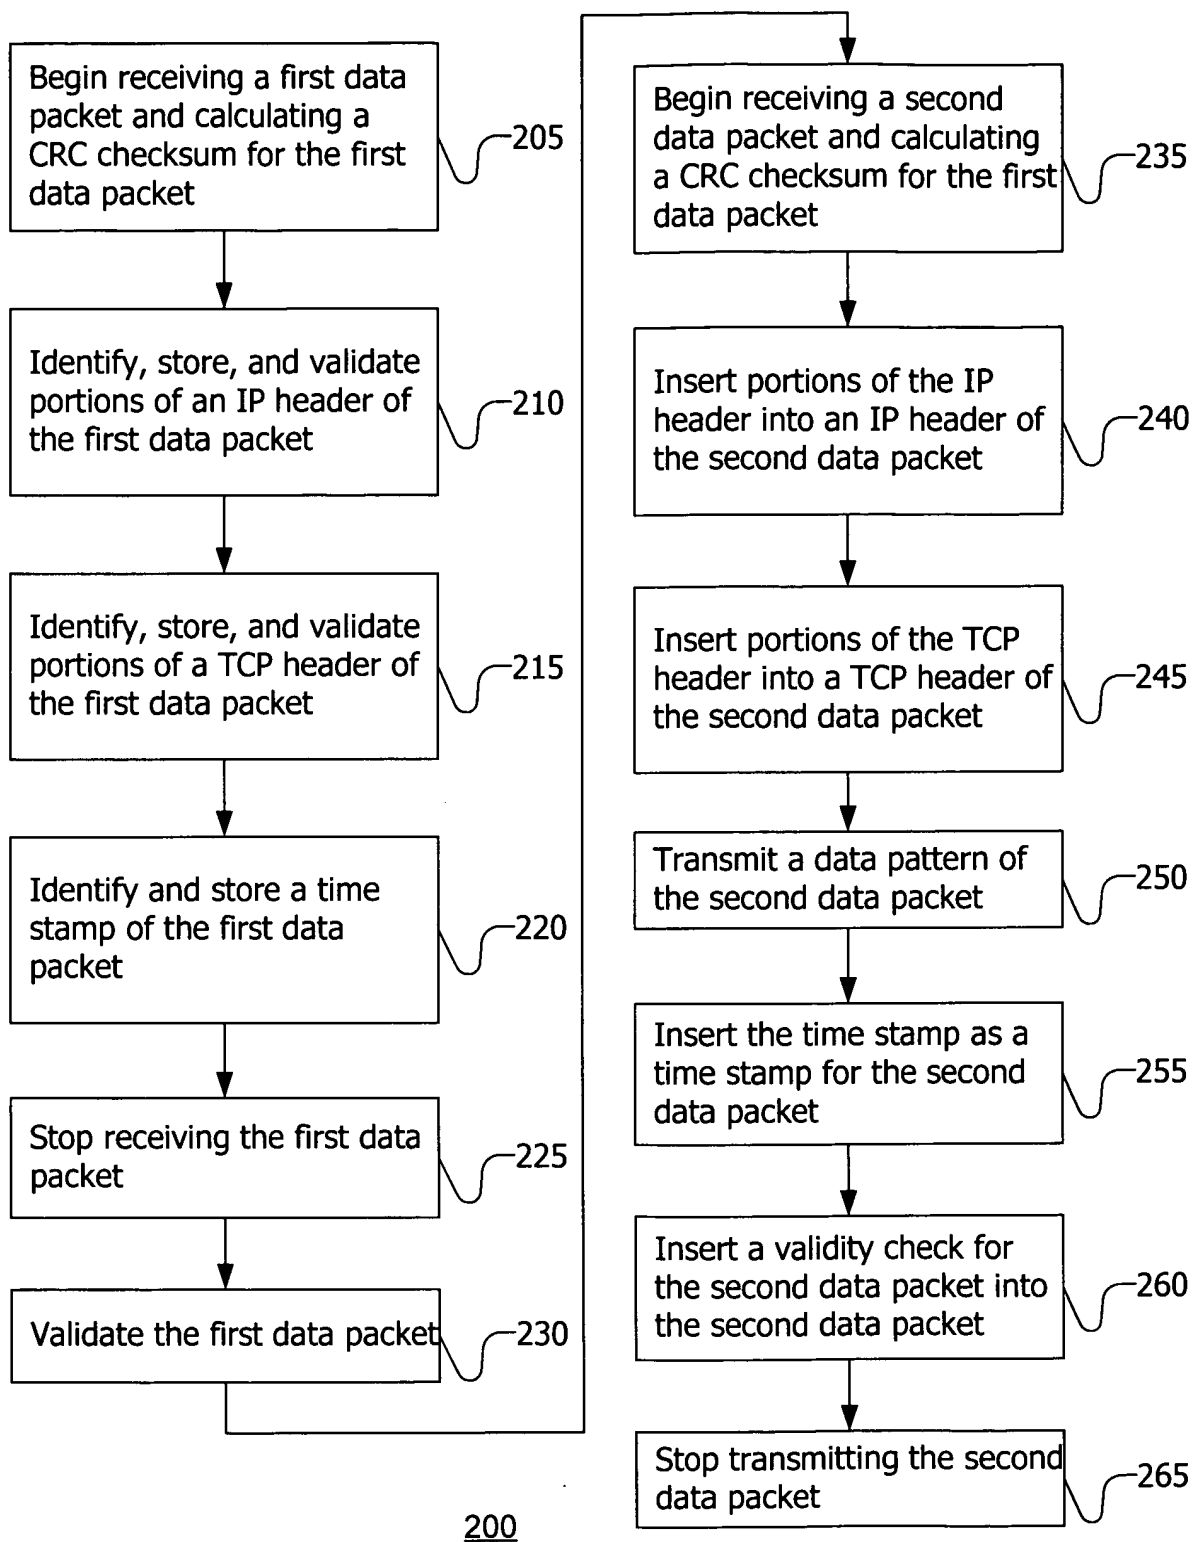 Begin receiving a first data
packet and calculating a
CRC checksum for the first
data packet
205
Identify, store, and validate
portions of an IP header of
the first data packet
210
Identify, store, and validate
portions of a TCP header of
the first data packet
215
Identify and store a time
stamp of the first data
packet
220
Stop receiving the first data
packet
225
Validate the first data packet
230
Begin receiving a second
data packet and calculating
a CRC checksum for the first
data packet
235
Insert portions of the IP
header into an IP header of
the second data packet
240
Insert portions of the TCP
header into a TCP header of
the second data packet
245
Transmit a data pattern of
the second data packet
250
Insert the time stamp as a
time stamp for the second
data packet
255
Insert a validity check for
the second data packet into
the second data packet
260
Stop transmitting the second
data packet
265
200